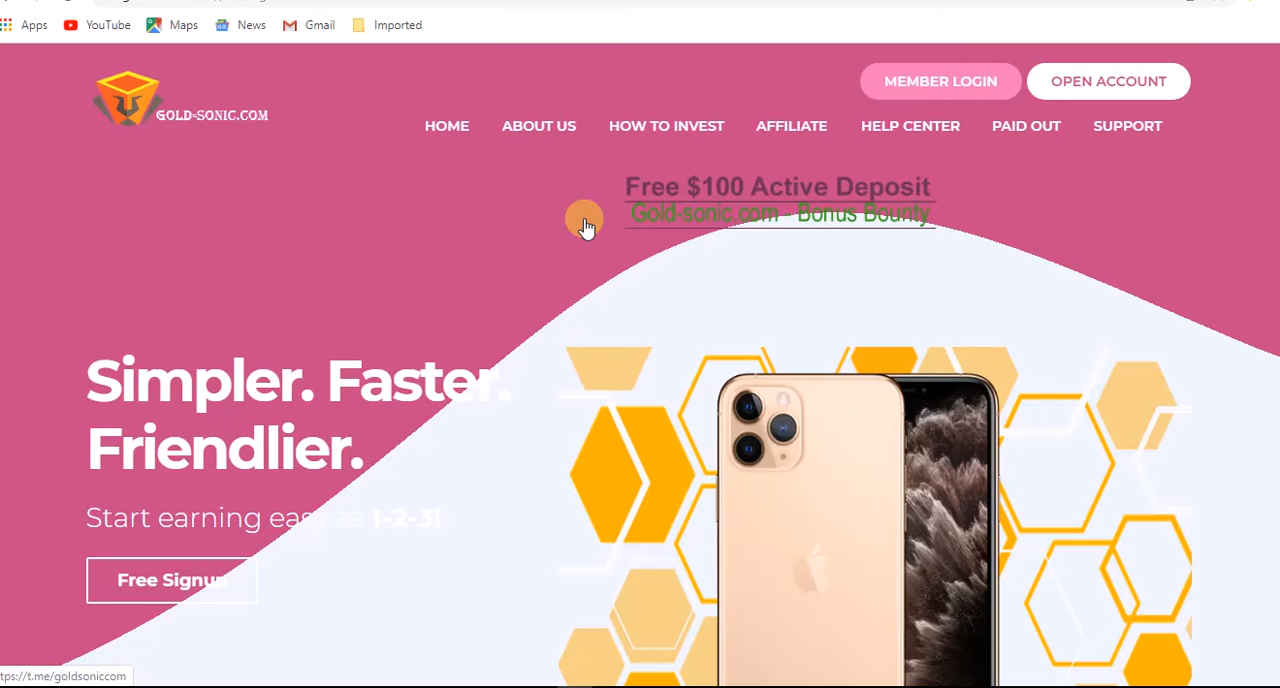 Apps YouTube Maps News Gmail Imported
MEMBER LOGIN OPEN ACCOUNT
GOLD-SONIC.COM
HOME ABOUT US HOW TO INVEST AFFILIATE HELP CENTER PAID OUT SUPPORT
Free $100 Active Deposit
Gold-sonic.com - Bonus Bounty
Simpler. Faster.
Friendlier.
Start earning easy as 1-2-3!
Free Signup
tps://t.me/goldsoniccom